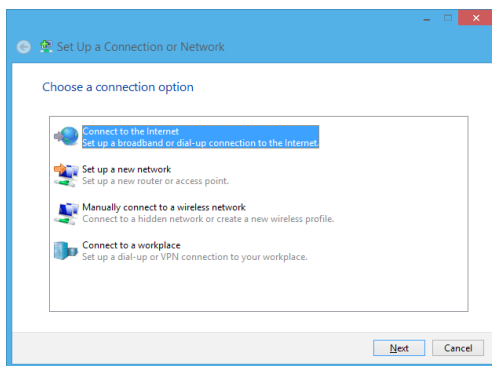 Set Up a Connection or Network
Choose a connection option
Connect to the Internet
Set up a broadband or dial-up connection to the Internet.
Set up a new network
Set up a new router or access point.
Manually connect to a wireless network
Connect to a hidden network or create a new wireless profile.
Connect to a workplace
Set up a dial-up or VPN connection to your workplace.
Next Cancel